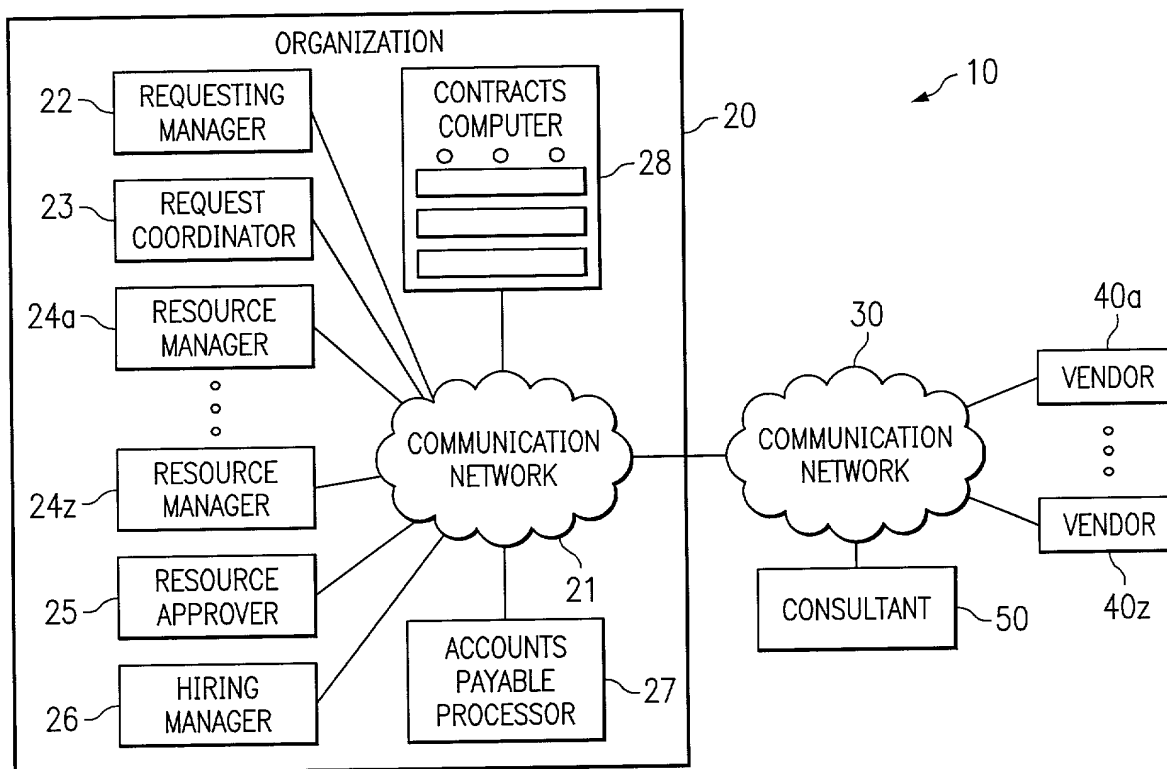 ORGANIZATION
22
REQUESTING
MANAGER
CONTRACTS
COMPUTER
28
20
10
23
REQUEST
COORDINATOR
24a
RESOURCE
MANAGER
24z
RESOURCE
MANAGER
25
RESOURCE
APPROVER
26
HIRING
MANAGER
COMMUNICATION
NETWORK
21
ACCOUNTS
PAYABLE
PROCESSOR
27
30
COMMUNICATION
NETWORK
40a
VENDOR
VENDOR
40z
CONSULTANT
50